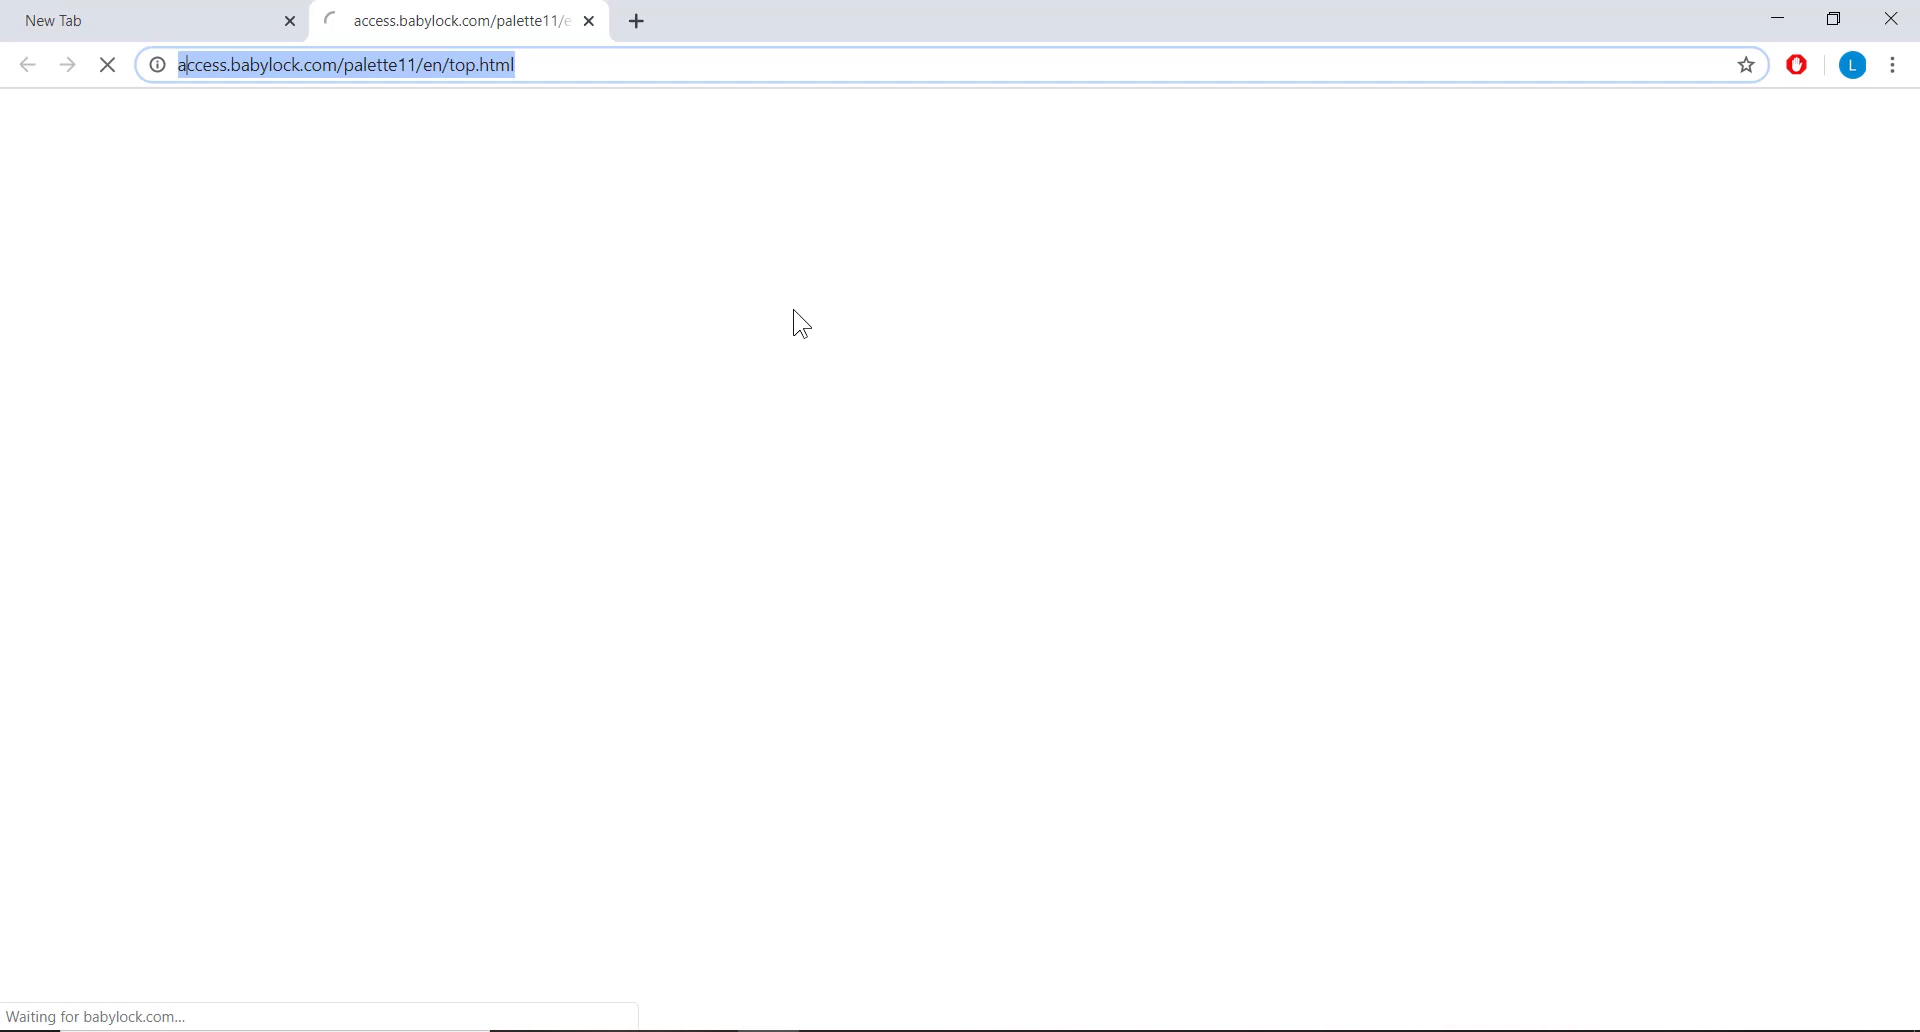 New Tab
access.babylock.com/palette11/e
access.babylock.com/palette11/en/top.html
L
Waiting for babylock.com...